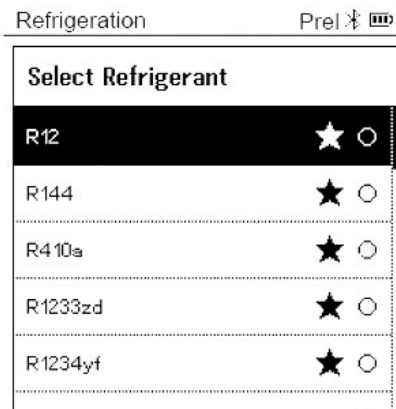 Refrigeration Prel
Select Refrigerant
R12
R144
R410a
R1233zd
R1234yf